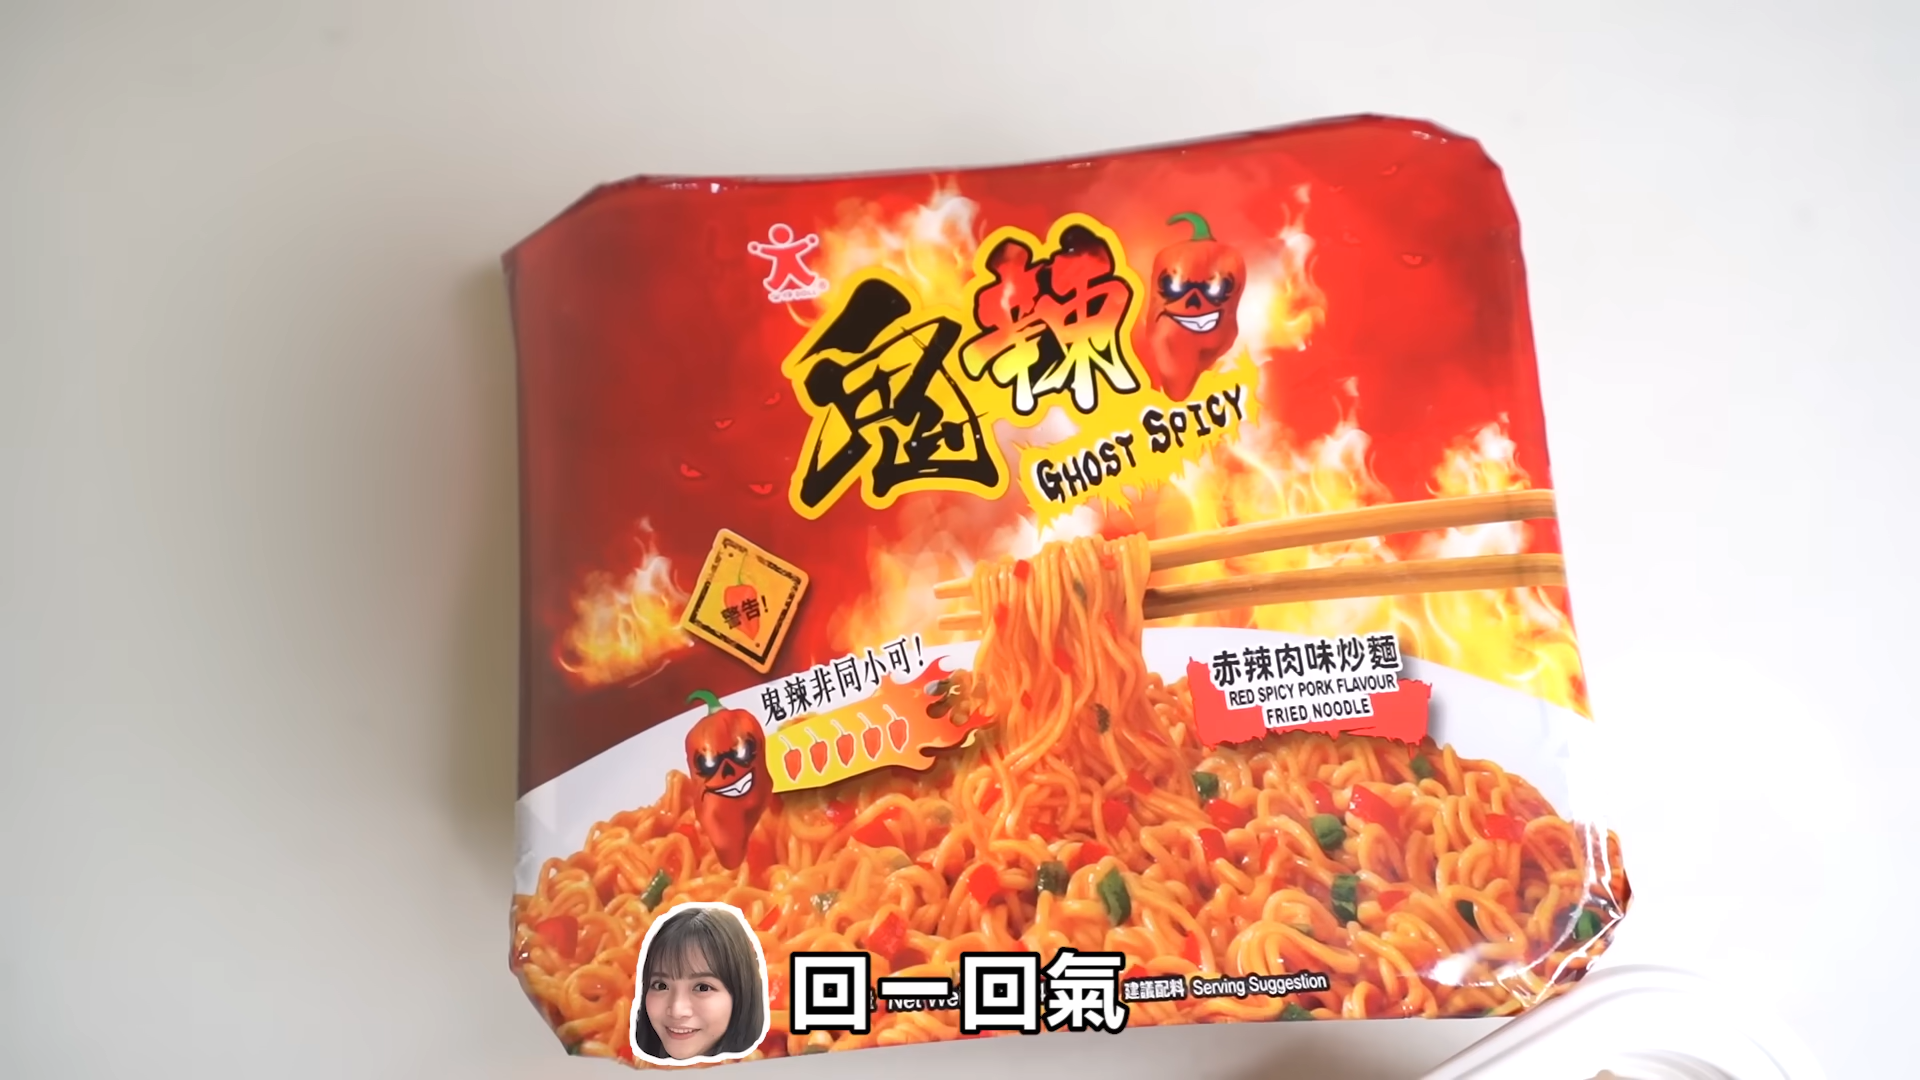 鬼辣
GHOST SPICY
警告!
鬼辣非同小可!
赤辣肉味炒麵
RED SPICY PORK FLAVOUR
FRIED NOODLE
建議配料 Serving Suggestion
回一回氣